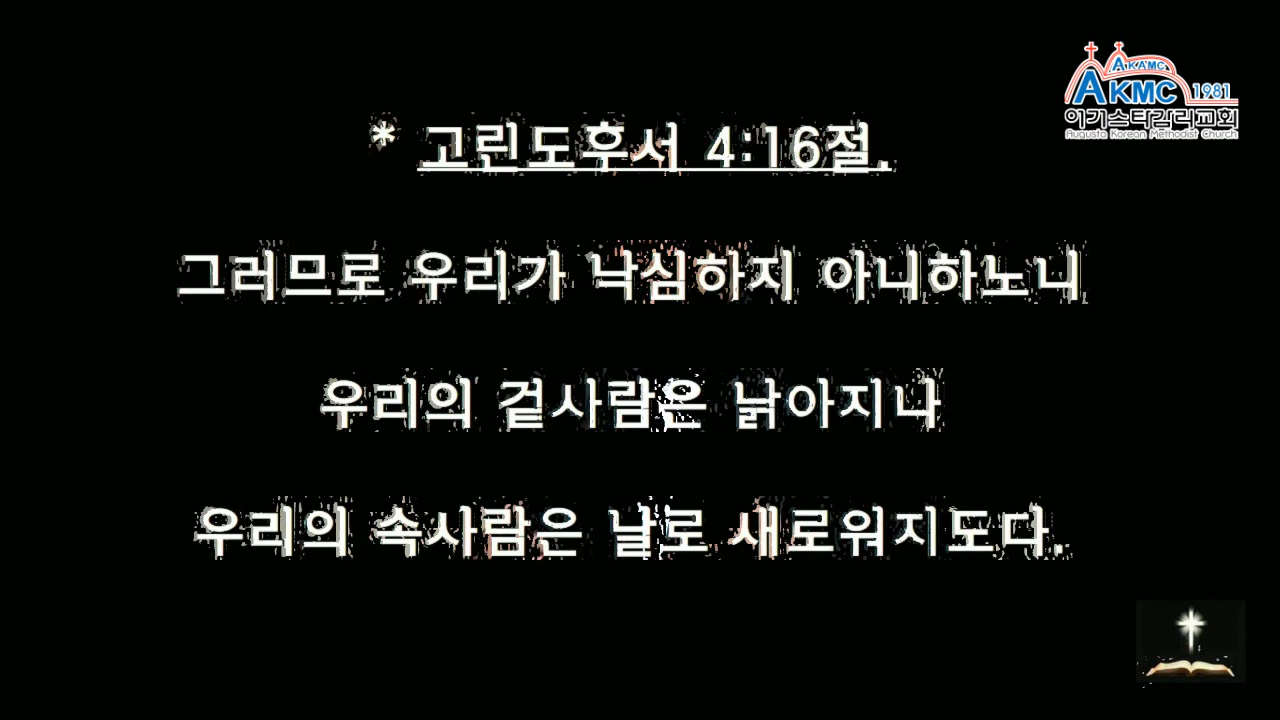 AKMC
AKMC 1981
어거스타감리교회
Augusta Korean Methodist Church
* 고린도후서 4:16절.
그러므로 우리가 낙심하지 아니하노니
우리의 겉사람은 낡아지나
우리의 속사람은 날로 새로워지도다.